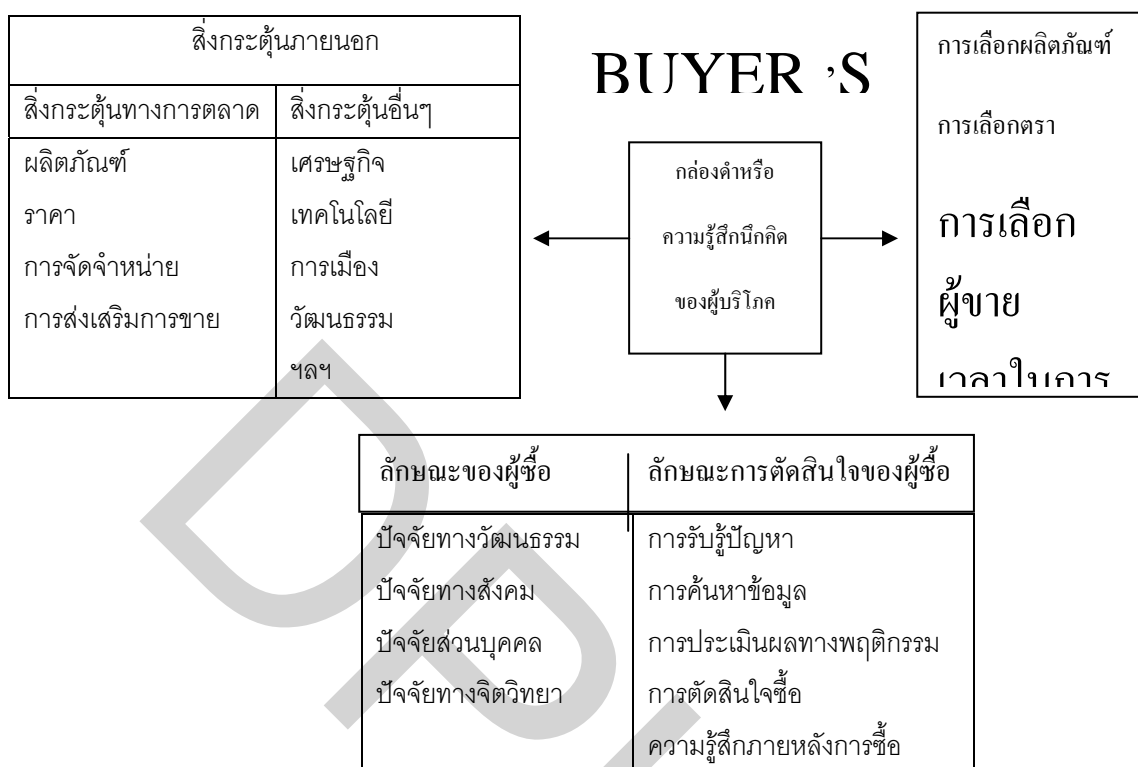 สิ่งกระตุ้นภายนอก
สิ่งกระตุ้นทางการตลาด สิ่งกระตุ้นอื่นๆ
ผลิตภัณฑ์ เศรษฐกิจ
ราคา เทคโนโลยี
การจัดจำหน่าย การเมือง
การส่งเสริมการขาย วัฒนธรรม
ฯลฯ
BUYER 'S
กล่องดำหรือ
ความรู้สึกนึกคิด
ของผู้บริโภค
การเลือกผลิตภัณฑ์
การเลือกตรา
การเลือก
ผู้ขาย
เวลาในการ
ลักษณะของผู้ซื้อ ลักษณะการตัดสินใจของผู้ซื้อ
ปัจจัยทางวัฒนธรรม การรับรู้ปัญหา
ปัจจัยทางสังคม การค้นหาข้อมูล
ปัจจัยส่วนบุคคล การประเมินผลทางพฤติกรรม
ปัจจัยทางจิตวิทยา การตัดสินใจซื้อ
ความรู้สึกภายหลังการซื้อ